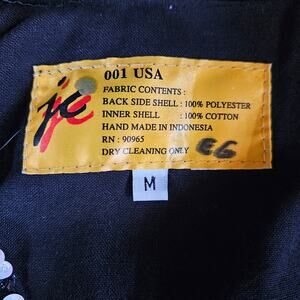 jc
001 USA
FABRIC CONTENTS :
BACK SIDE SHELL : 100% POLYESTER
INNER SHELL : 100% COTTON
HAND MADE IN INDONESIA
RN : 90965
DRY CLEANING ONLY E6
M